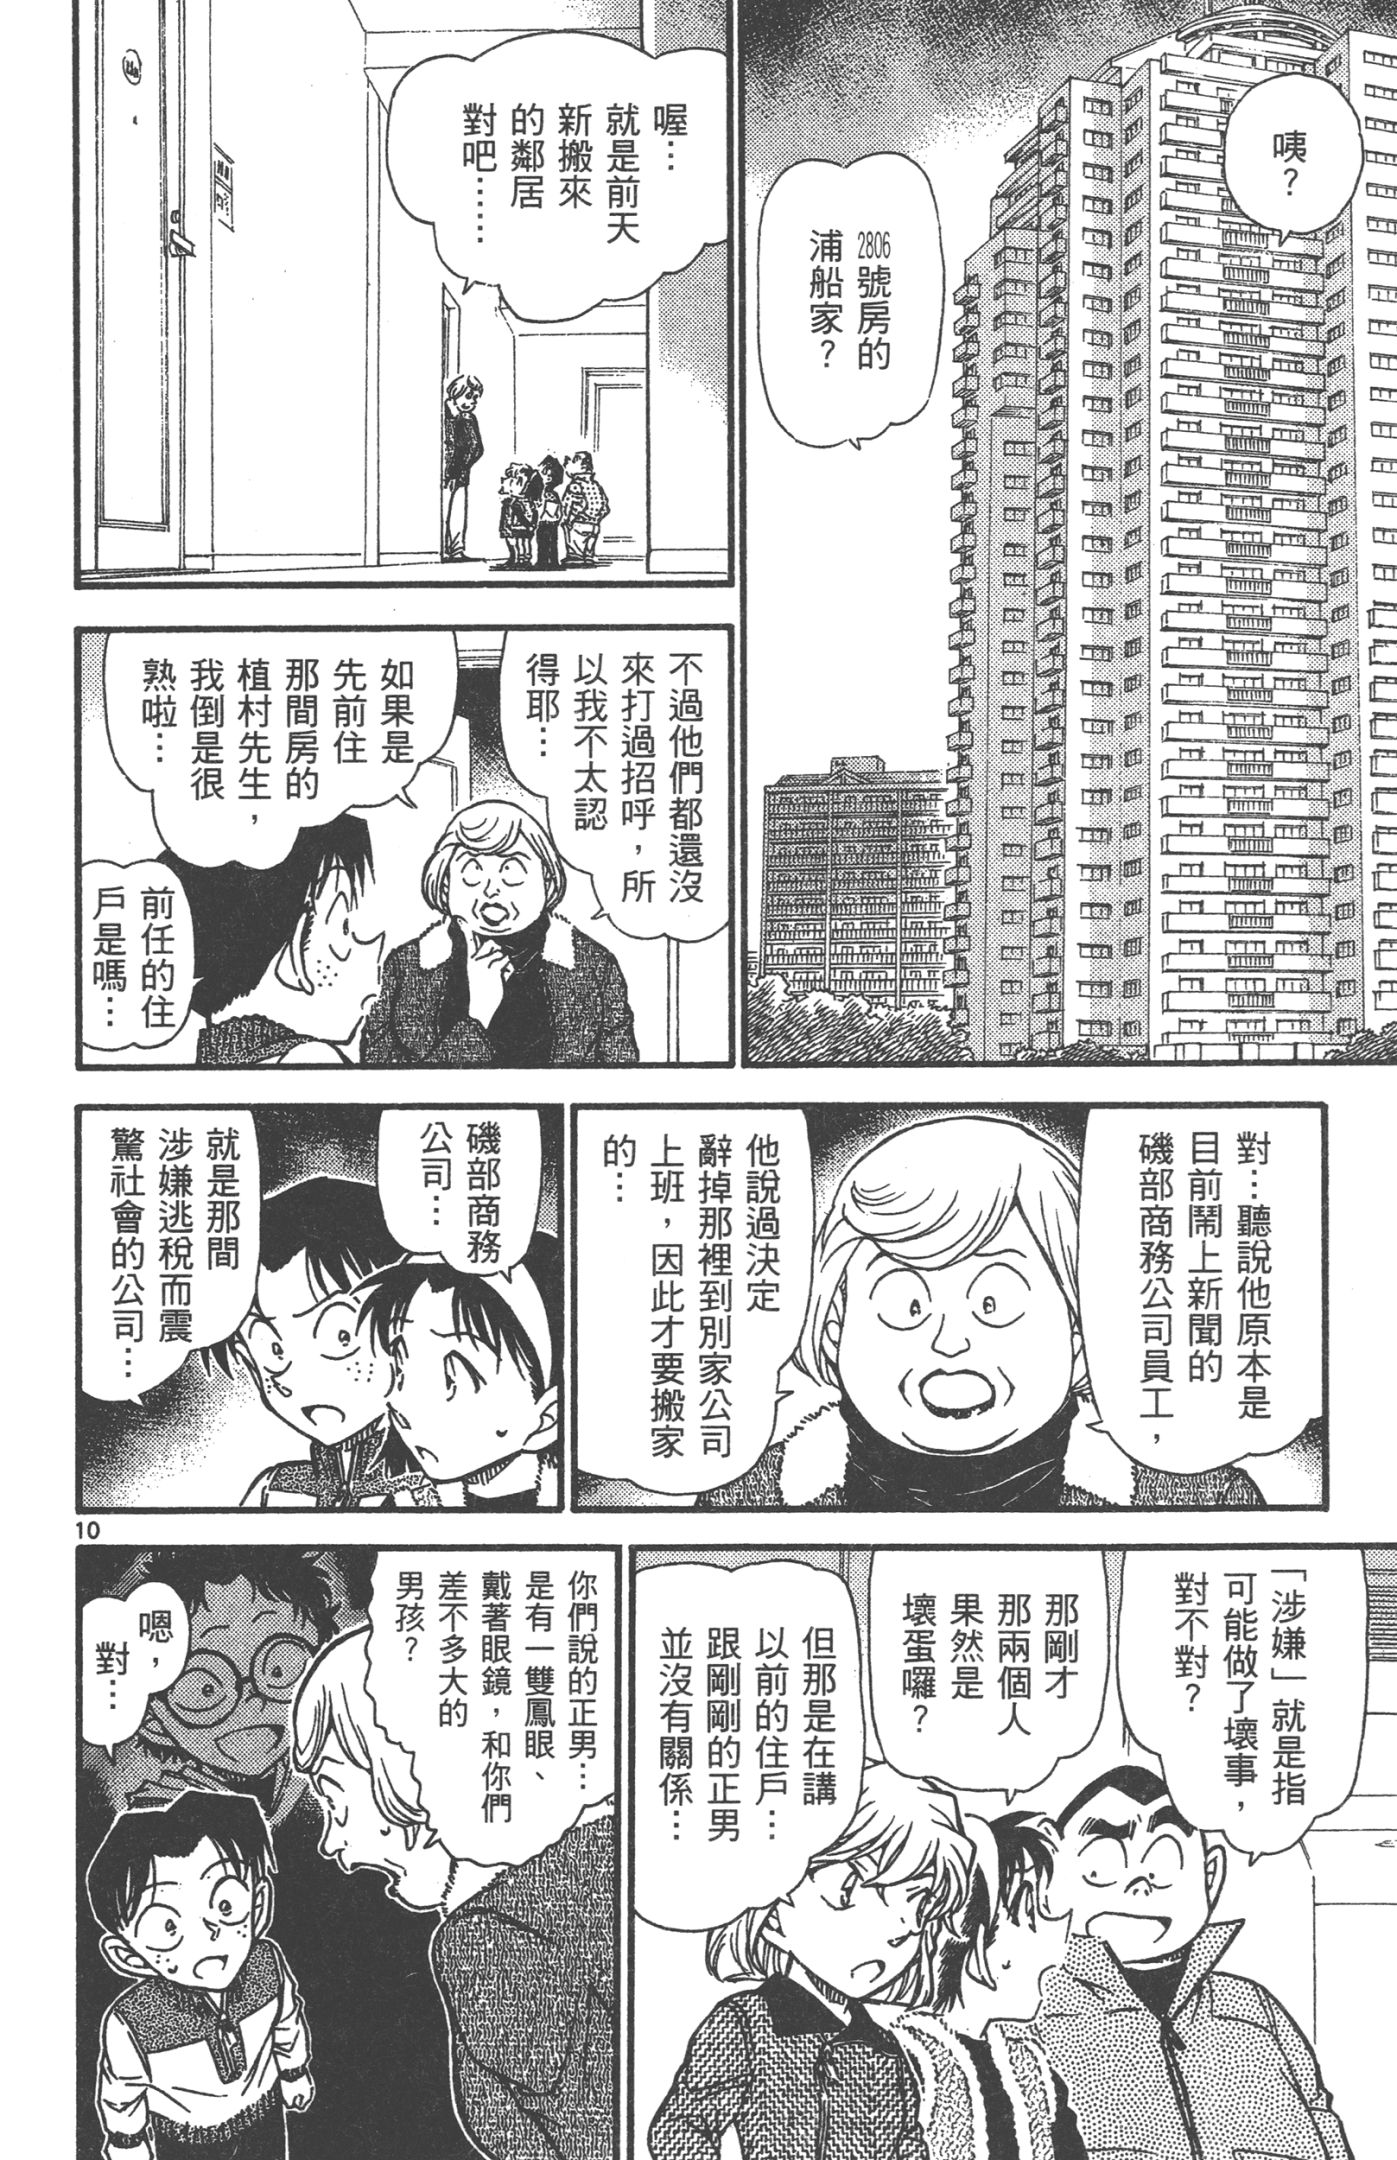 咦？
2806號房的
浦船家？
喔…
就是前天
新搬來
的鄰居
對吧……
不過他們都還沒
來打過招呼，所
以我不太認
得耶…
如果是
先前住
那間房的
植村先生，
我倒是很
熟啦…
前任的住
戶是嗎…
對…聽說他原本是
目前鬧上新聞的
磯部商務公司員工，
他說過決定
辭掉那裡到別家公司
上班，因此才要搬家
的…
磯部商務
公司…
就是那間
涉嫌逃稅而震
驚社會的公司…
10
「涉嫌」就是指
可能做了壞事，
對不對？
那剛才
那兩個人
果然是
壞蛋囉？
但那是在講
以前的住戶…
跟剛剛的正男
並沒有關係…
你們說的正男…
是有一雙鳳眼、
戴著眼鏡，和你們
差不多大的
男孩？
嗯，
對…